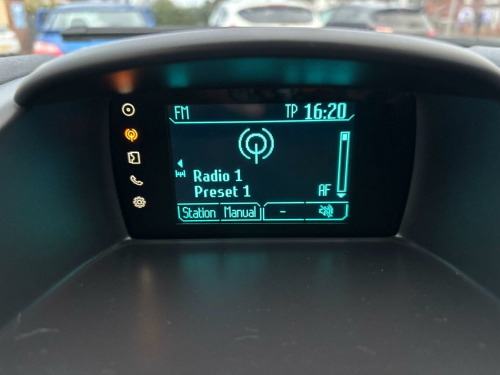 FM TP 16:20
Radio 1
Preset 1 AF
Station Manual -